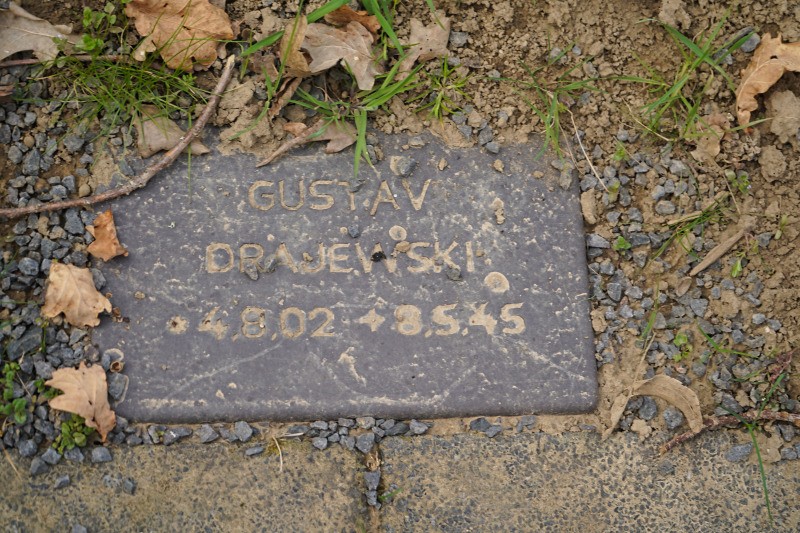 GUSTAV
DRAJEWSKI
* 4.8.02 + 8.5.45